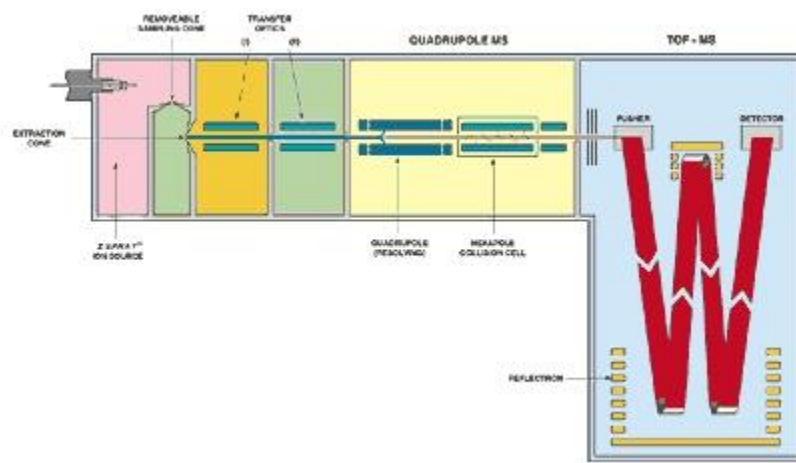 REMOVEABLE
SAMPLING CONE
TRANSFER
OPTICS
(I)
(II)
QUADRUPOLE MS
TOF - MS
EXTRACTION
CONE
PUSHER
DETECTOR
Z SPRAY™
ION SOURCE
QUADRUPOLE
(RESOLVING)
HEXAPOLE
COLLISION CELL
REFLECTRON